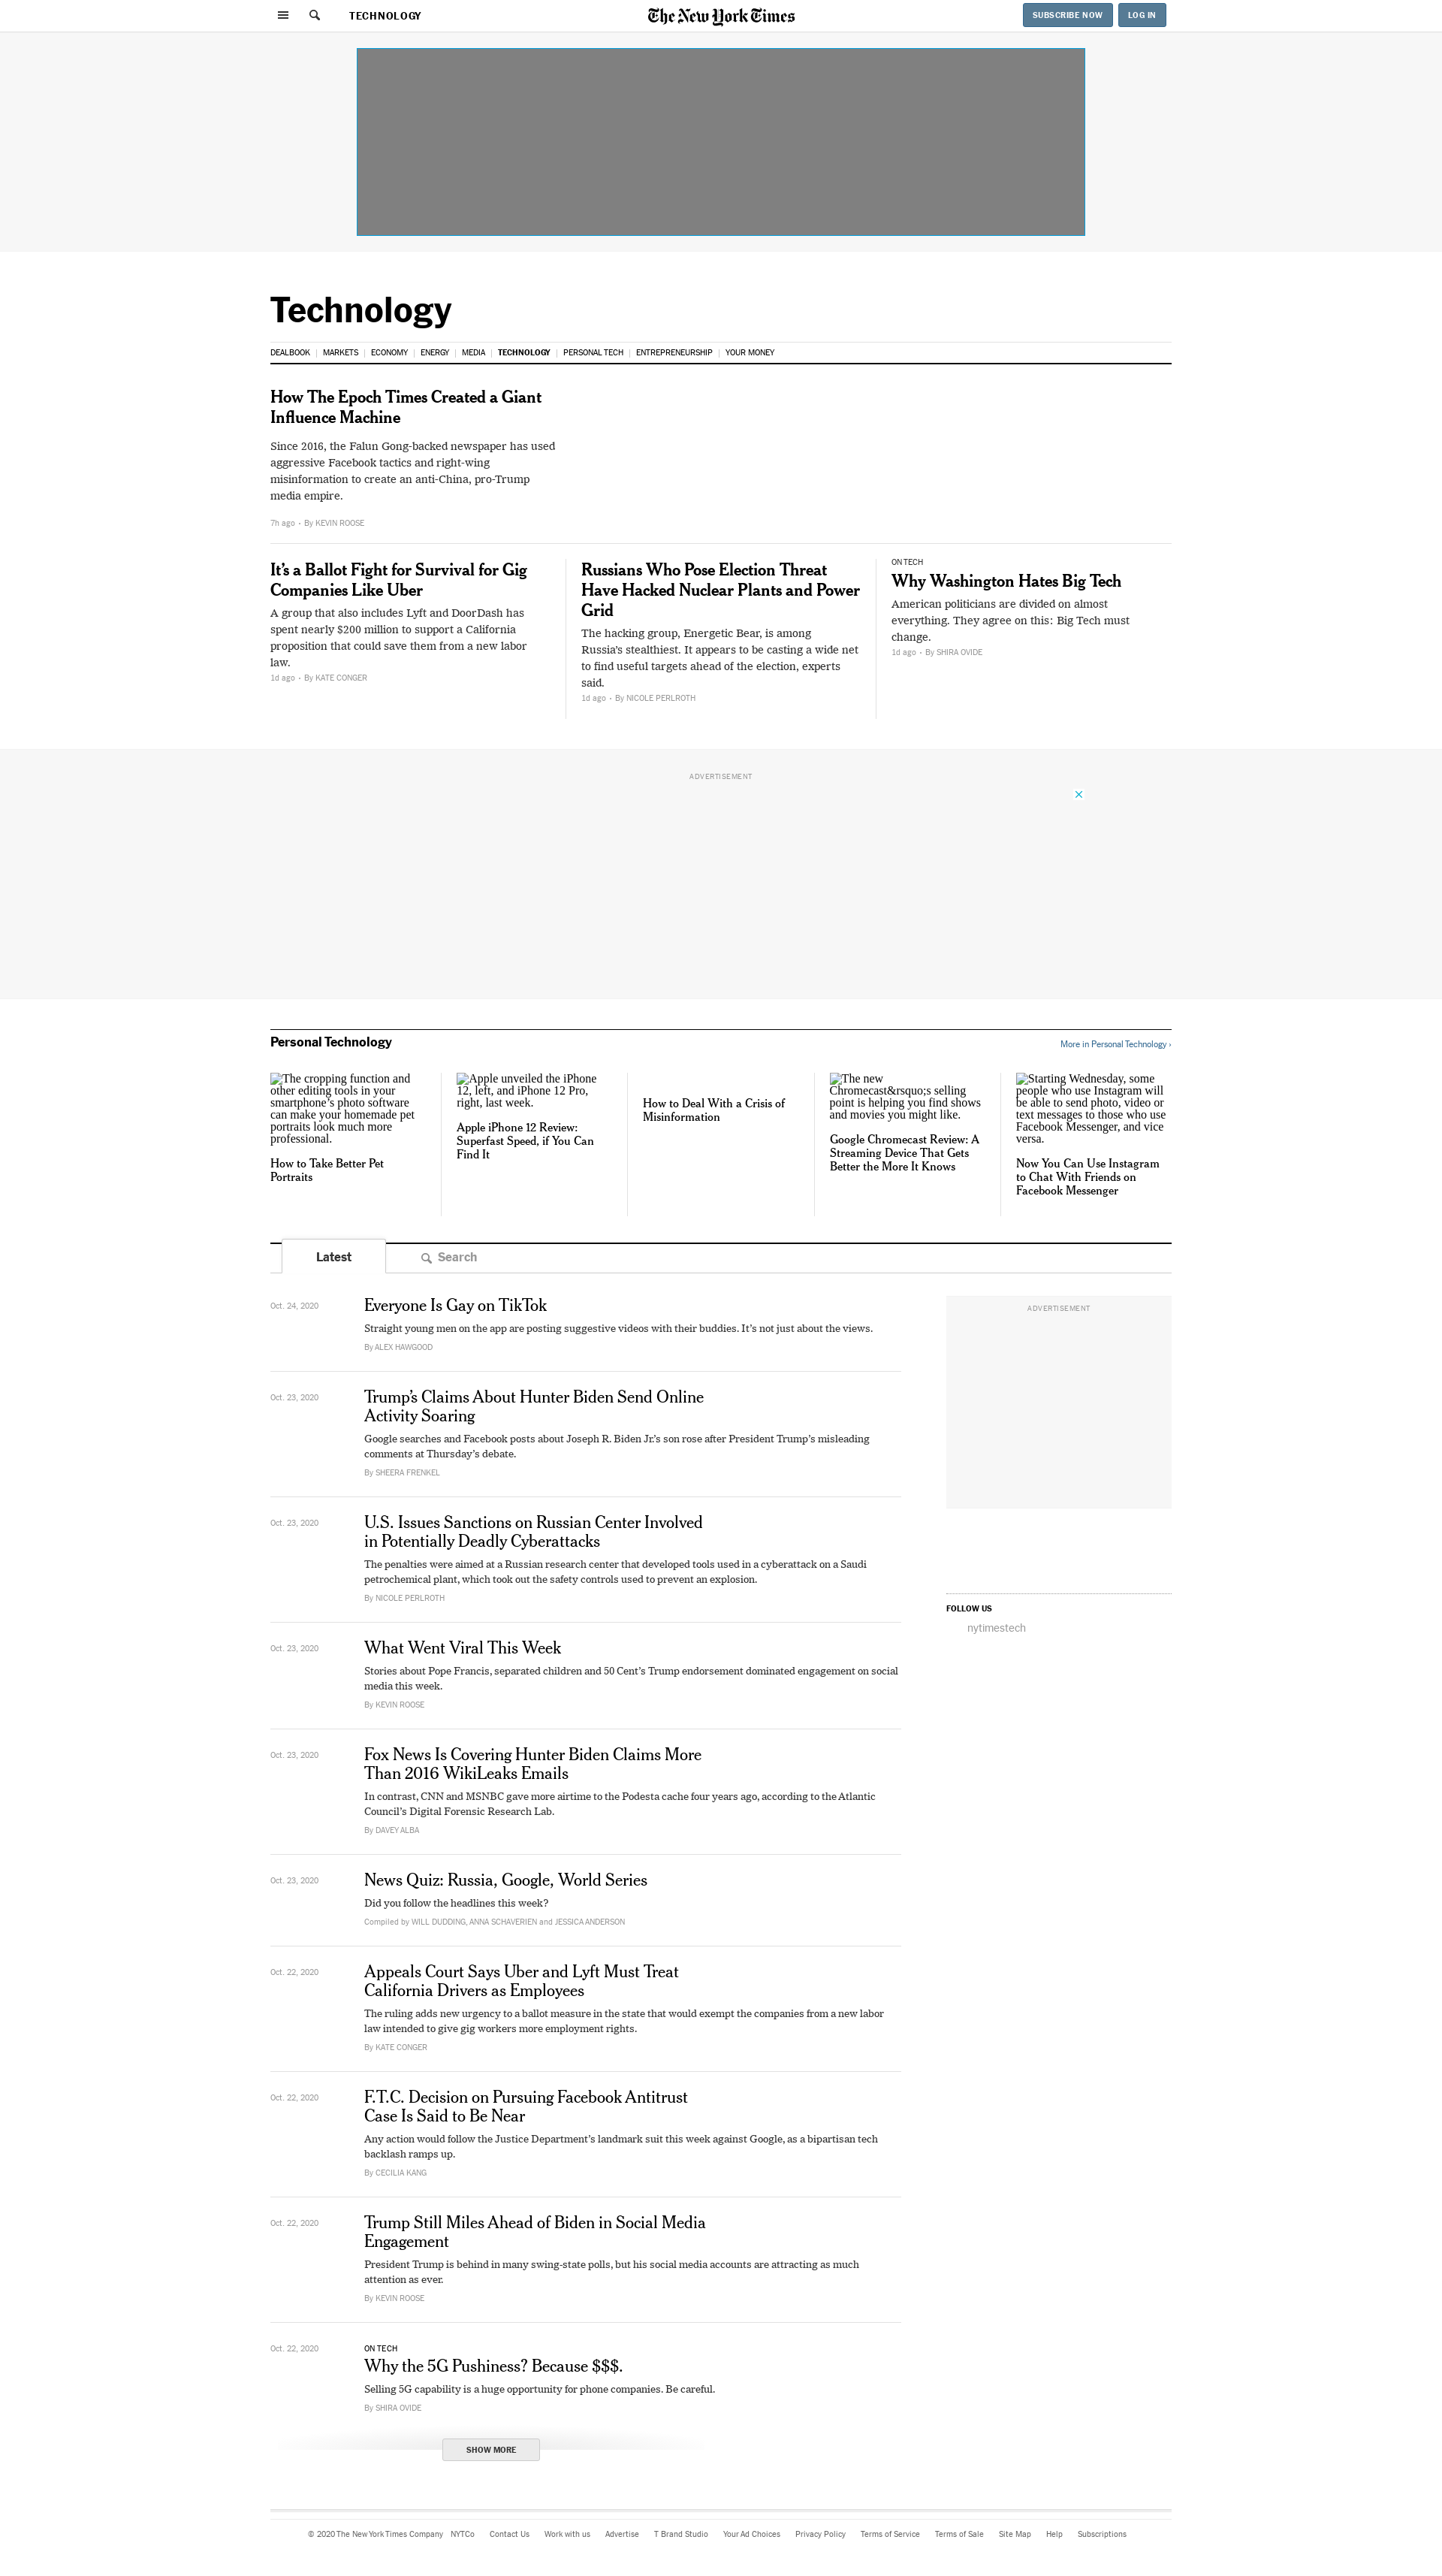 TECHNOLOGY
The New York Times
SUBSCRIBE NOW
LOG IN
Technology
DEALBOOK | MARKETS | ECONOMY | ENERGY | MEDIA | TECHNOLOGY | PERSONAL TECH | ENTREPRENEURSHIP | YOUR MONEY
How The Epoch Times Created a Giant
Influence Machine
Since 2016, the Falun Gong-backed newspaper has used
aggressive Facebook tactics and right-wing
misinformation to create an anti-China, pro-Trump
media empire.
7h ago • By KEVIN ROOSE
It’s a Ballot Fight for Survival for Gig
Companies Like Uber
A group that also includes Lyft and DoorDash has
spent nearly $200 million to support a California
proposition that could save them from a new labor
law.
1d ago • By KATE CONGER
Russians Who Pose Election Threat
Have Hacked Nuclear Plants and Power
Grid
The hacking group, Energetic Bear, is among
Russia’s stealthiest. It appears to be casting a wide net
to find useful targets ahead of the election, experts
said.
1d ago • By NICOLE PERLROTH
ON TECH
Why Washington Hates Big Tech
American politicians are divided on almost
everything. They agree on this: Big Tech must
change.
1d ago • By SHIRA OVIDE
ADVERTISEMENT
Personal Technology
More in Personal Technology ›
The cropping function and
other editing tools in your
smartphone’s photo software
can make your homemade pet
portraits look much more
professional.
How to Take Better Pet
Portraits
Apple unveiled the iPhone
12, left, and iPhone 12 Pro,
right, last week.
Apple iPhone 12 Review:
Superfast Speed, if You Can
Find It
How to Deal With a Crisis of
Misinformation
The new
Chromecast&rsquo;s selling
point is helping you find shows
and movies you might like.
Google Chromecast Review: A
Streaming Device That Gets
Better the More It Knows
Starting Wednesday, some
people who use Instagram will
be able to send photo, video or
text messages to those who use
Facebook Messenger, and vice
versa.
Now You Can Use Instagram
to Chat With Friends on
Facebook Messenger
Latest
Search
Oct. 24, 2020
Everyone Is Gay on TikTok
Straight young men on the app are posting suggestive videos with their buddies. It’s not just about the views.
By ALEX HAWGOOD
ADVERTISEMENT
Oct. 23, 2020
Trump’s Claims About Hunter Biden Send Online
Activity Soaring
Google searches and Facebook posts about Joseph R. Biden Jr.’s son rose after President Trump’s misleading
comments at Thursday’s debate.
By SHEERA FRENKEL
Oct. 23, 2020
U.S. Issues Sanctions on Russian Center Involved
in Potentially Deadly Cyberattacks
The penalties were aimed at a Russian research center that developed tools used in a cyberattack on a Saudi
petrochemical plant, which took out the safety controls used to prevent an explosion.
By NICOLE PERLROTH
FOLLOW US
nytimestech
Oct. 23, 2020
What Went Viral This Week
Stories about Pope Francis, separated children and 50 Cent’s Trump endorsement dominated engagement on social
media this week.
By KEVIN ROOSE
Oct. 23, 2020
Fox News Is Covering Hunter Biden Claims More
Than 2016 WikiLeaks Emails
In contrast, CNN and MSNBC gave more airtime to the Podesta cache four years ago, according to the Atlantic
Council’s Digital Forensic Research Lab.
By DAVEY ALBA
Oct. 23, 2020
News Quiz: Russia, Google, World Series
Did you follow the headlines this week?
Compiled by WILL DUDDING, ANNA SCHAVERIEN and JESSICA ANDERSON
Oct. 22, 2020
Appeals Court Says Uber and Lyft Must Treat
California Drivers as Employees
The ruling adds new urgency to a ballot measure in the state that would exempt the companies from a new labor
law intended to give gig workers more employment rights.
By KATE CONGER
Oct. 22, 2020
F.T.C. Decision on Pursuing Facebook Antitrust
Case Is Said to Be Near
Any action would follow the Justice Department’s landmark suit this week against Google, as a bipartisan tech
backlash ramps up.
By CECILIA KANG
Oct. 22, 2020
Trump Still Miles Ahead of Biden in Social Media
Engagement
President Trump is behind in many swing-state polls, but his social media accounts are attracting as much
attention as ever.
By KEVIN ROOSE
Oct. 22, 2020
ON TECH
Why the 5G Pushiness? Because $$$.
Selling 5G capability is a huge opportunity for phone companies. Be careful.
By SHIRA OVIDE
SHOW MORE
© 2020 The New York Times Company NYTCo Contact Us Work with us Advertise T Brand Studio Your Ad Choices Privacy Policy Terms of Service Terms of Sale Site Map Help Subscriptions